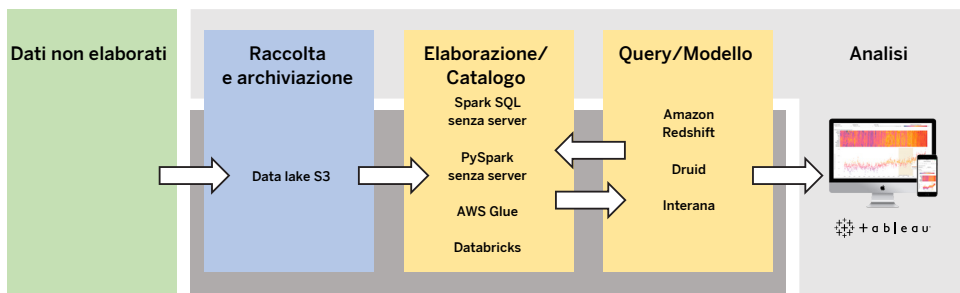 Dati non elaborati
Raccolta
e archiviazione
Data lake S3
Elaborazione/
Catalogo
Spark SQL
senza server
PySpark
senza server
AWS Glue
Databricks
Query/Modello
Amazon
Redshift
Druid
Interana
Analisi
+ a b l e a u